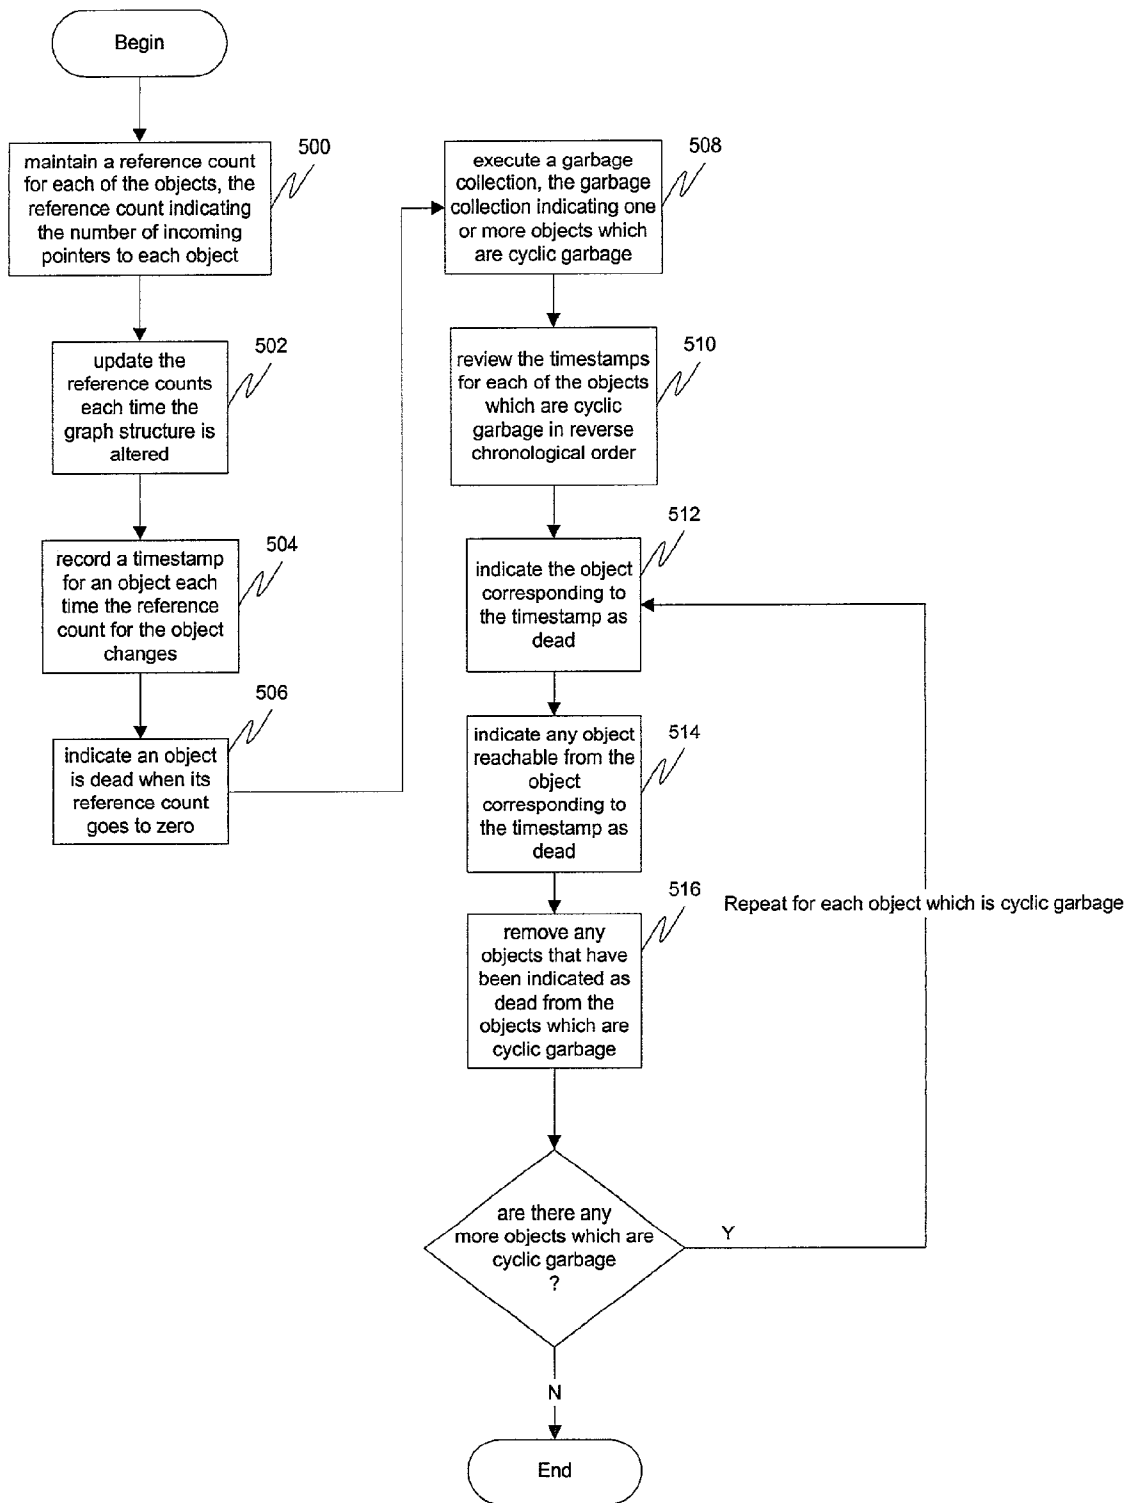 Begin
500
maintain a reference count
for each of the objects, the
reference count indicating
the number of incoming
pointers to each object
502
update the
reference counts
each time the
graph structure is
altered
504
record a timestamp
for an object each
time the reference
count for the object
changes
506
indicate an object
is dead when its
reference count
goes to zero
508
execute a garbage
collection, the garbage
collection indicating one
or more objects which
are cyclic garbage
510
review the timestamps
for each of the objects
which are cyclic
garbage in reverse
chronological order
512
indicate the object
corresponding to
the timestamp as
dead
514
indicate any object
reachable from the
object
corresponding to
the timestamp as
dead
516
Repeat for each object which is cyclic garbage
remove any
objects that have
been indicated as
dead from the
objects which are
cyclic garbage
are there any
more objects which are
cyclic garbage
?
Y
N
End